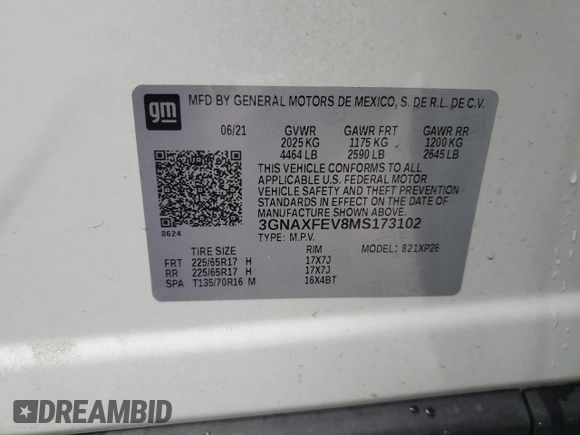 gm
MFD BY GENERAL MOTORS DE MEXICO, S. DE R.L. DE C.V.
06/21 GVWR GAWR FRT GAWR RR
2025 KG 1175 KG 1200 KG
4464 LB 2590 LB 2645 LB
THIS VEHICLE CONFORMS TO ALL
APPLICABLE U.S. FEDERAL MOTOR
VEHICLE SAFETY AND THEFT PREVENTION
STANDARDS IN EFFECT ON THE DATE OF
MANUFACTURE SHOWN ABOVE.
8624
3GNAXFEV8MS173102
TYPE: M.P.V. MODEL: 821XP26
TIRE SIZE RIM
FRT 225/65R17 H 17X7J
RR 225/65R17 H 17X7J
SPA T135/70R16 M 16X4BT
DREAMBID